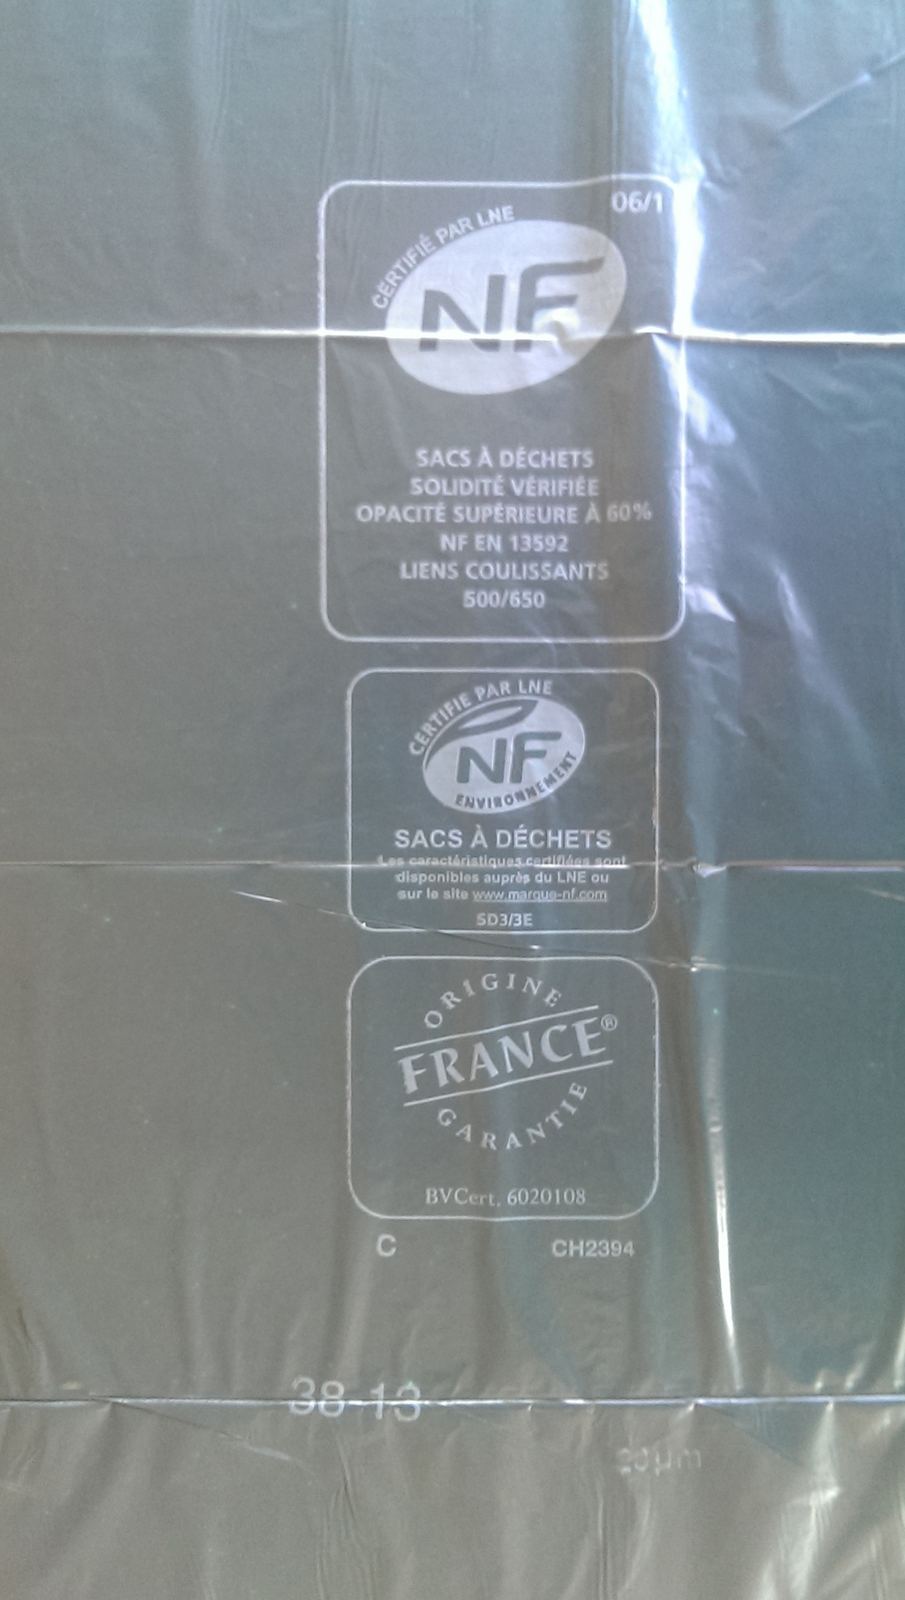 06/1
CERTIFIÉ PAR LNE
NF
SACS À DÉCHETS
SOLIDITÉ VÉRIFIÉE
OPACITÉ SUPÉRIEURE À 60%
NF EN 13592
LIENS COULISSANTS
500/650
CERTIFIE PAR LNE
NF
ENVIRONNEMENT
SACS À DÉCHETS
Les caractéristiques certifiées sont
disponibles auprès du LNE ou
sur le site www.marque-nf.com
SD3/3E
ORIGINE
FRANCE®
GARANTIE
BVCert. 6020108
C CH2394
38-13